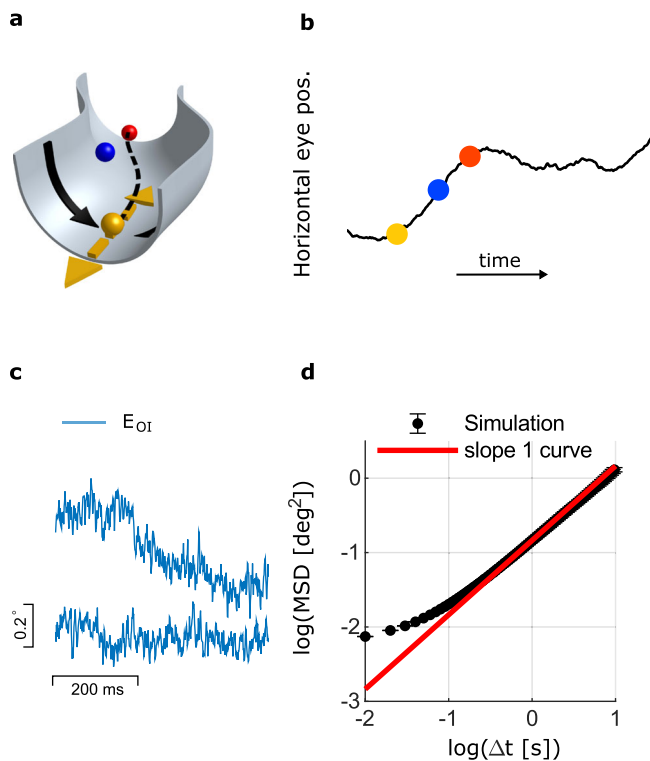 a
b
Horizontal eye pos.
time
c
E_OI
0.2°
200 ms
d
Simulation
slope 1 curve
log(MSD [deg²])
0
-1
-2
-3
-2
-1
0
1
log(Δt [s])